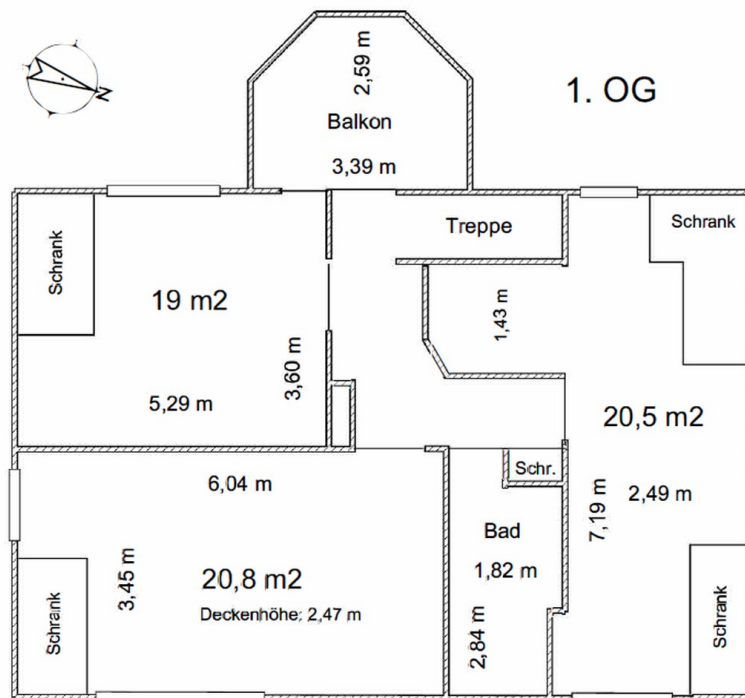 1. OG
2,59 m
Balkon
3,39 m
N
Schrank
19 m2
3,60 m
5,29 m
Treppe
1,43 m
Schrank
20,5 m2
7,19 m
2,49 m
6,04 m
3,45 m
20,8 m2
Deckenhöhe: 2,47 m
Schrank
Schr.
Bad
1,82 m
2,84 m
Schrank